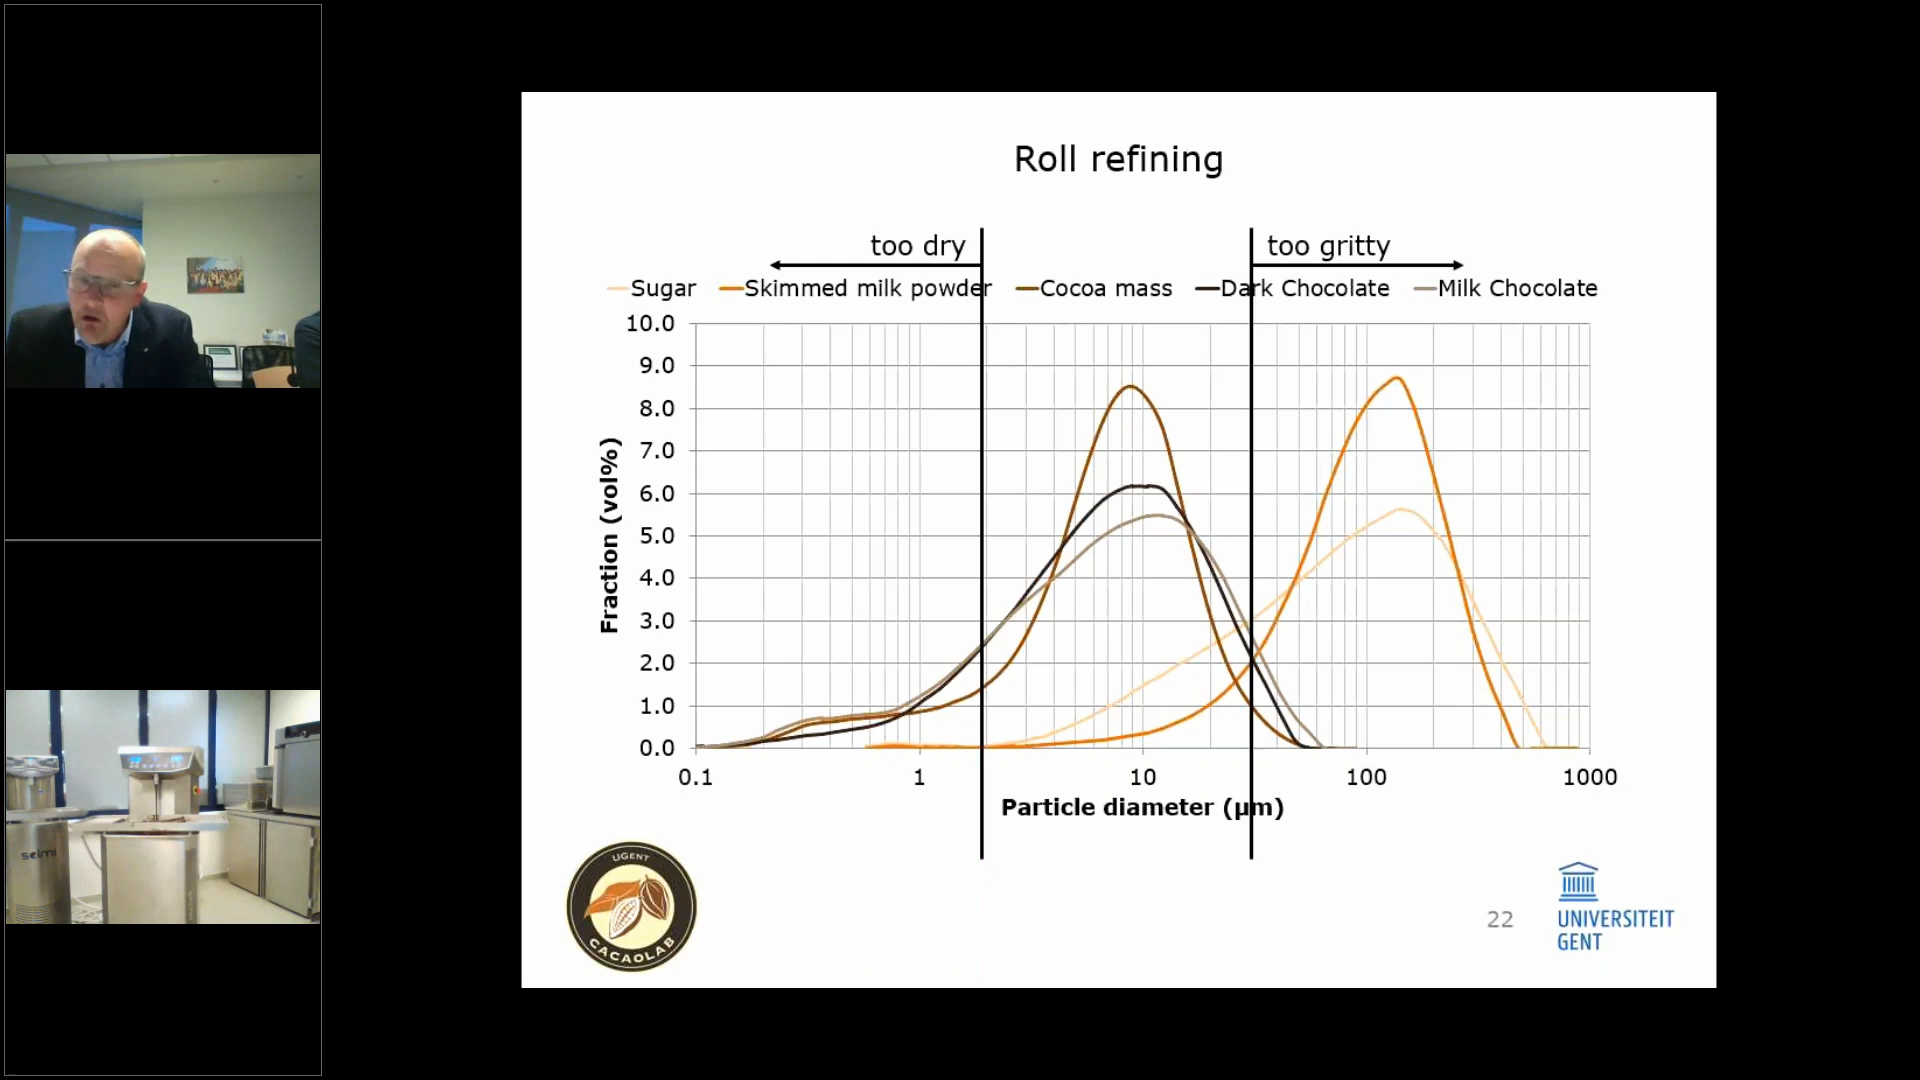 Roll refining
too dry
too gritty
Sugar Skimmed milk powder Cocoa mass Dark Chocolate Milk Chocolate
10.0
9.0
8.0
7.0
6.0
5.0
4.0
3.0
2.0
1.0
0.0
Fraction (vol%)
0.1 1 10 100 1000
Particle diameter (µm)
UGENT
CACAOLAB
22
UNIVERSITEIT
GENT
selmi